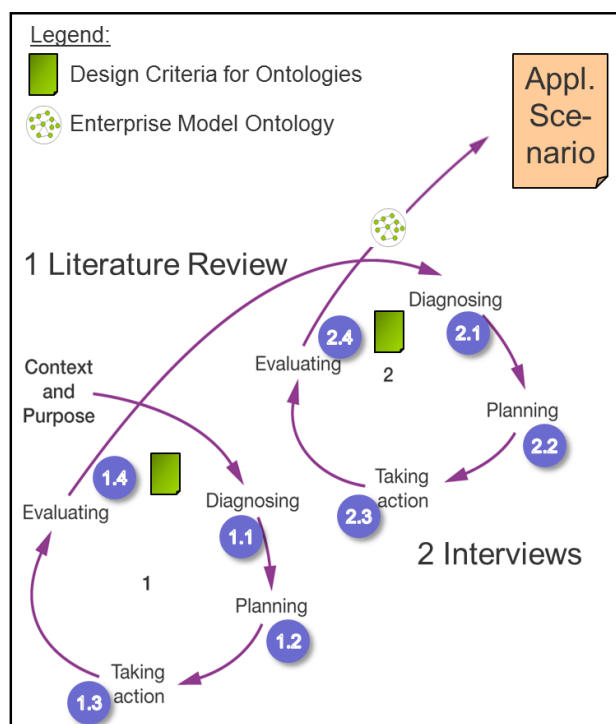 Legend:
Design Criteria for Ontologies
Enterprise Model Ontology
Appl.
Sce-
nario
1 Literature Review
Diagnosing
2.1
2.4
Evaluating
2
Context
and
Purpose
Planning
2.2
Taking
action
2.3
2 Interviews
1.4
Evaluating
Diagnosing
1.1
1
Planning
1.2
Taking
action
1.3